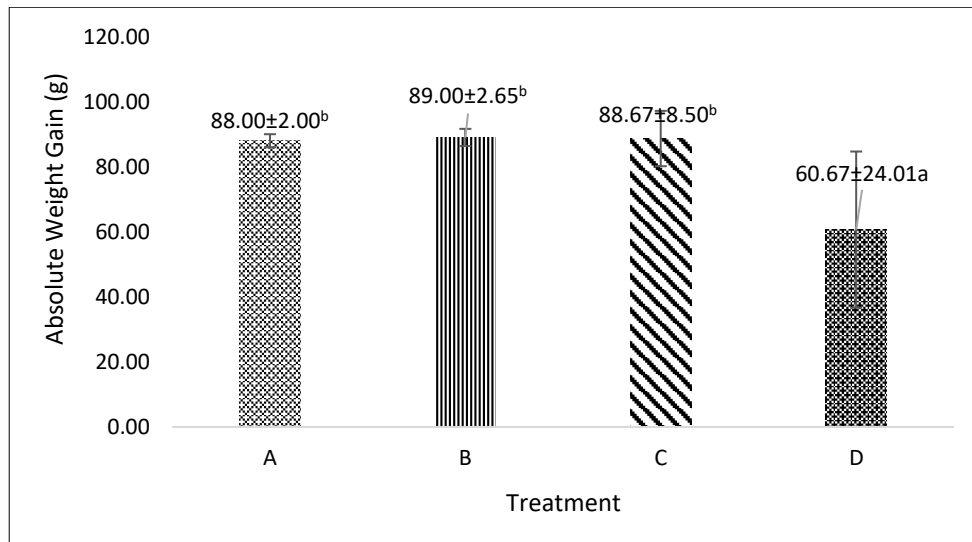 120.00
100.00
80.00
60.00
40.00
20.00
0.00
Absolute Weight Gain (g)
88.00±2.00ᵇ
89.00±2.65ᵇ
88.67±8.50ᵇ
60.67±24.01a
A
B
C
D
Treatment